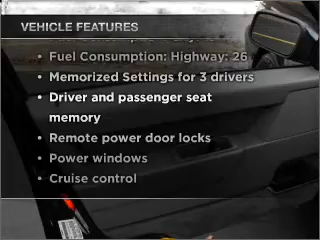 VEHICLE FEATURES
• Fuel Consumption: Highway: 26
• Memorized Settings for 3 drivers
• Driver and passenger seat
memory
• Remote power door locks
• Power windows
• Cruise control